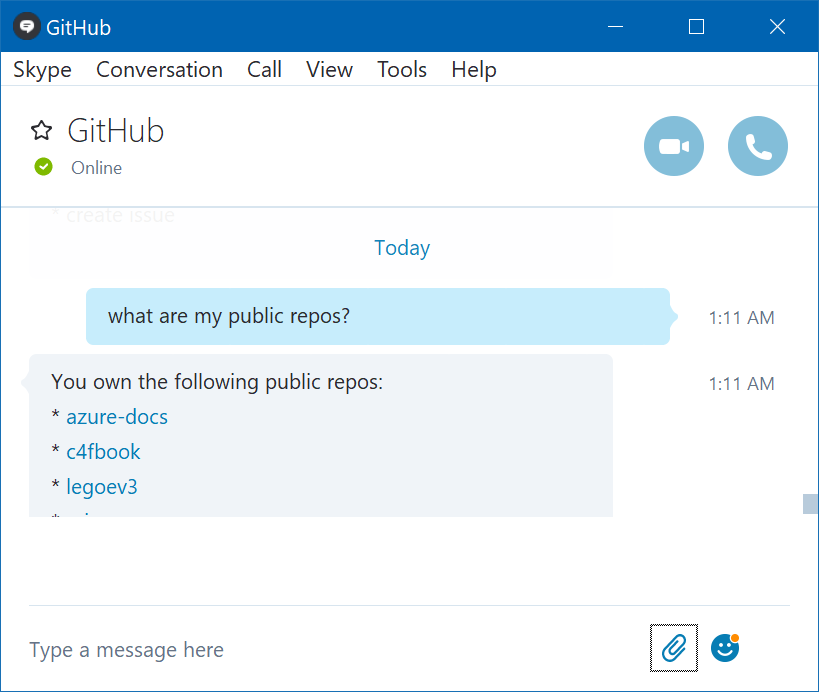 GitHub
Skype Conversation Call View Tools Help
GitHub
Online
* create issue
Today
what are my public repos? 1:11 AM
You own the following public repos: 1:11 AM
* azure-docs
* c4fbook
* legoev3
Type a message here